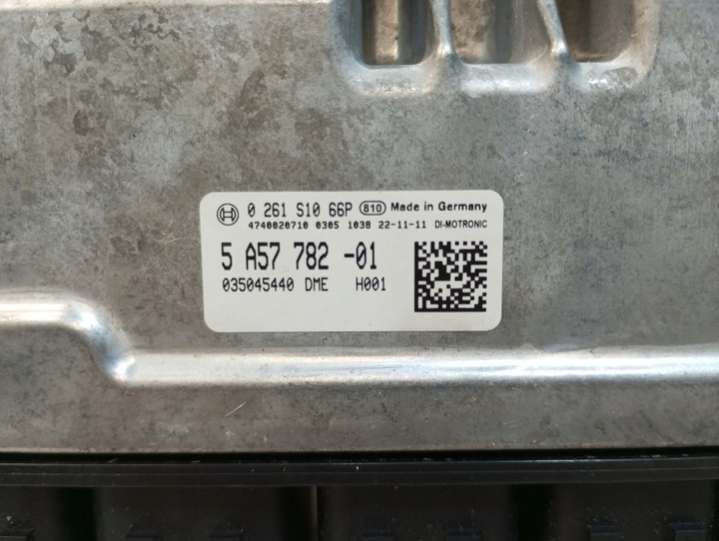 0 261 S10 66P 810 Made in Germany
4740020710 0305 1038 22-11-11 DI-MOTRONIC
5 A57 782 -01
035045440 DME H001